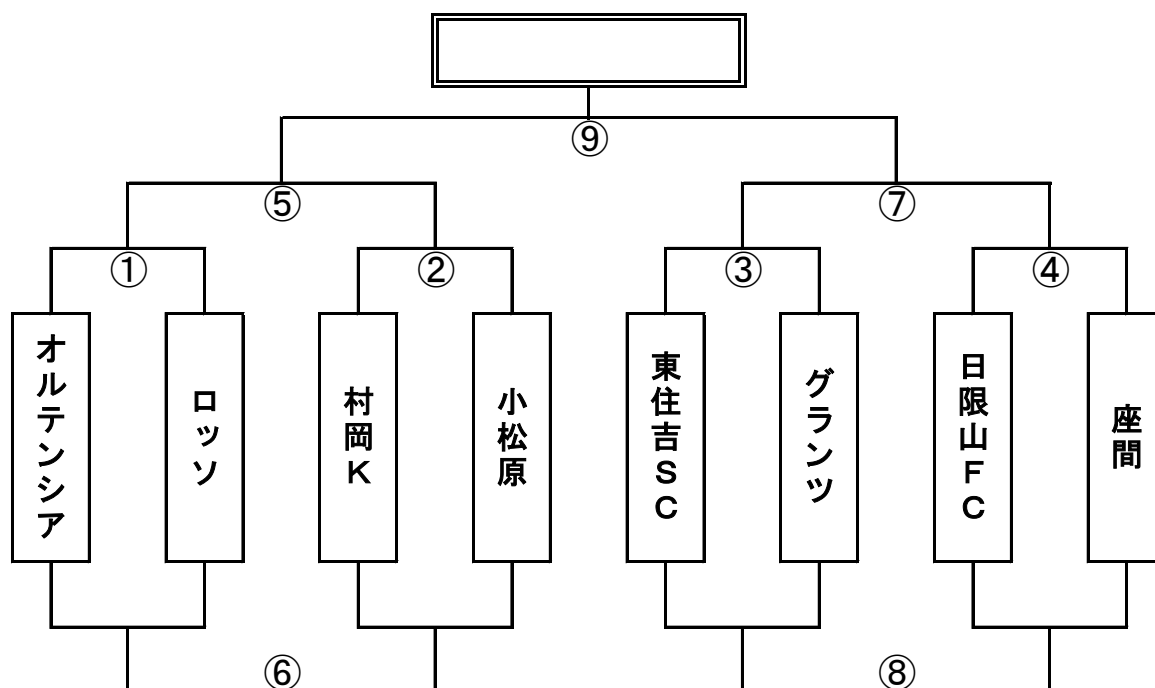 ⑨
⑤
⑦
①
②
③
④
オルテンシア
ロッソ
村岡K
小松原
東住吉SC
グランツ
日限山FC
座間
⑥
⑧